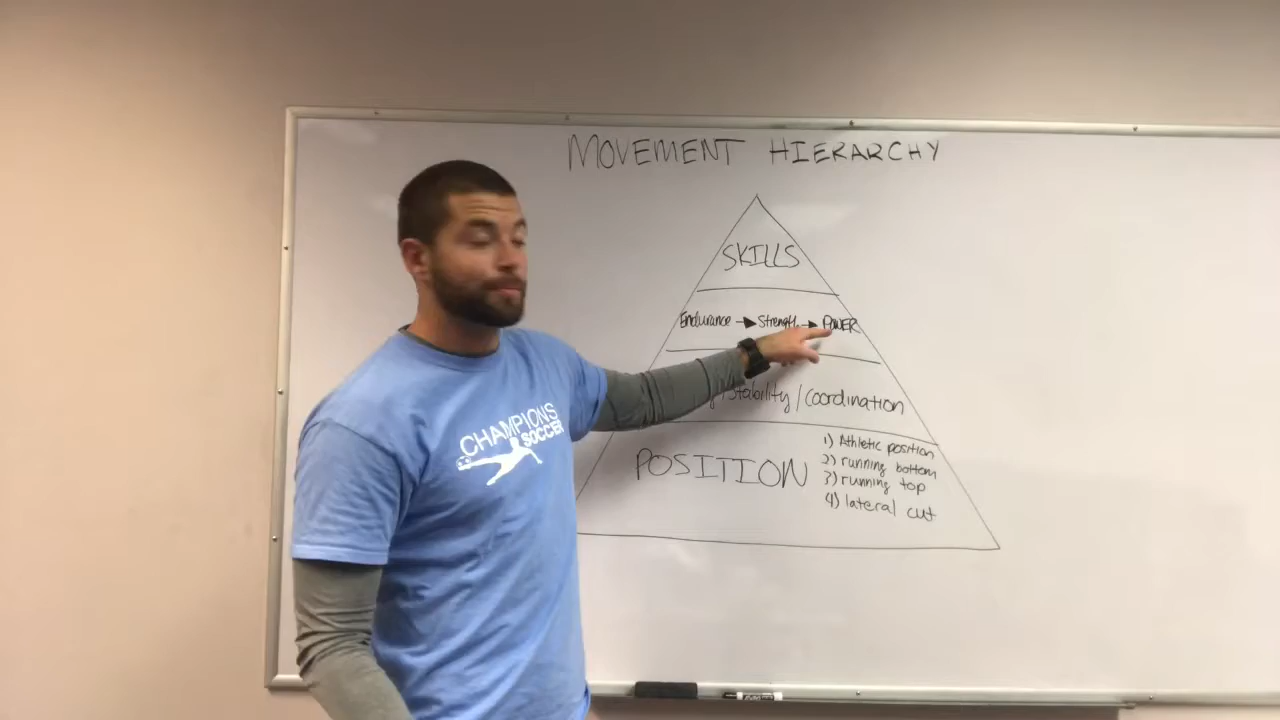 MOVEMENT HIERARCHY
SKILLS
Endurance → Strength → POWER
/stability/coordination
POSITION
1) Athletic position
2) running bottom
3) running top
4) lateral cut
CHAMPIONS
SOCCER
EXPO